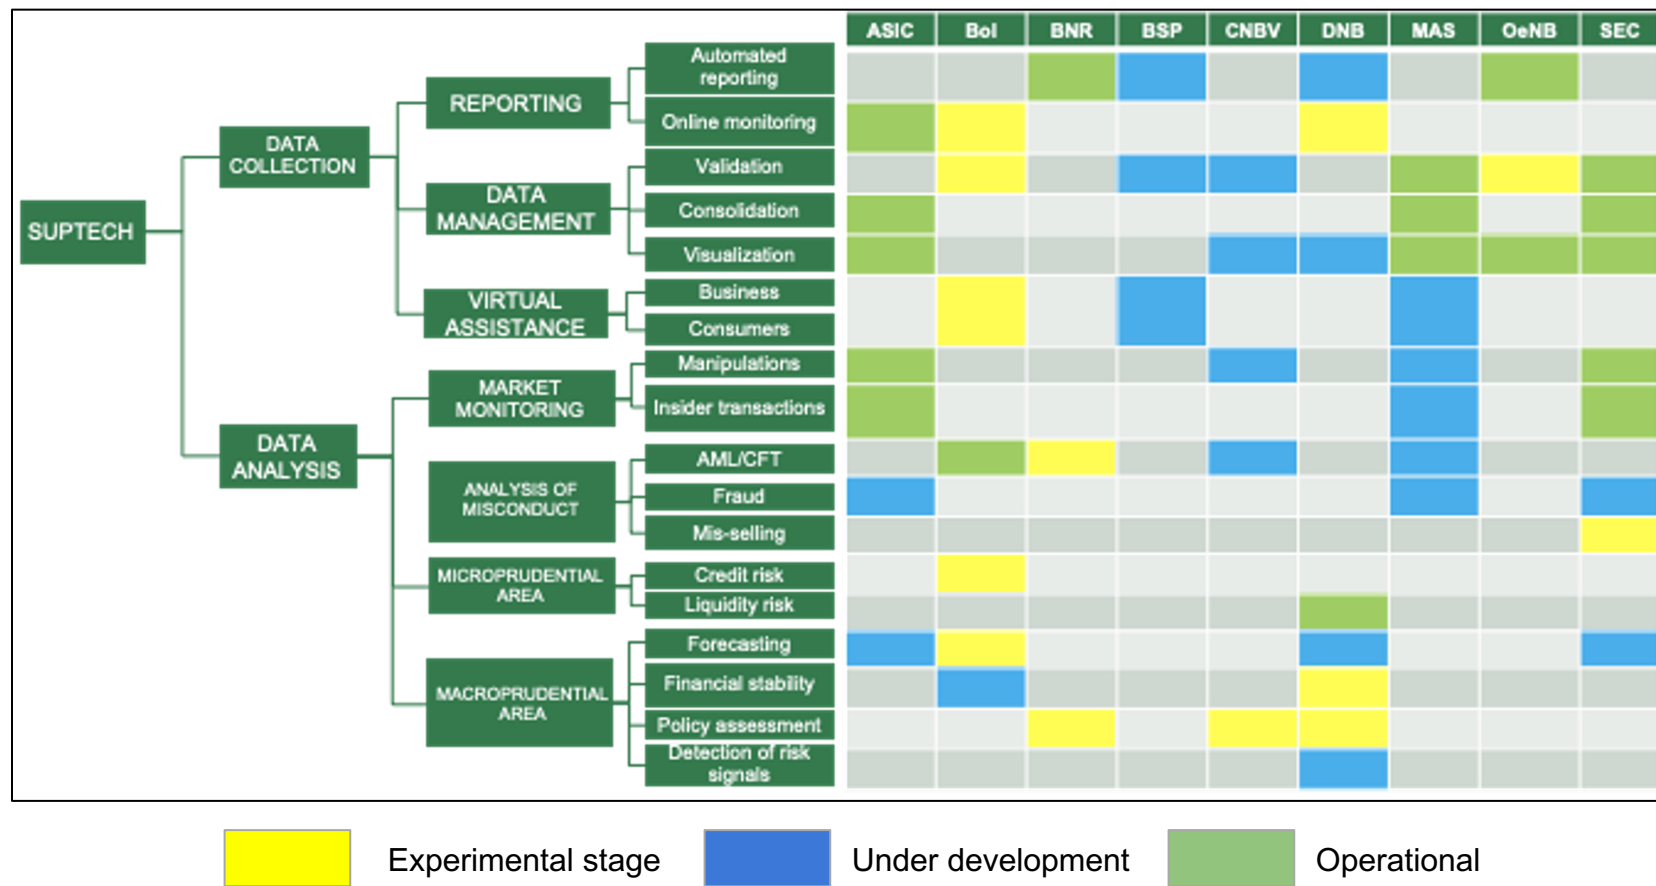 ASIC BoI BNR BSP CNBV DNB MAS OeNB SEC
SUPTECH
DATA
COLLECTION
REPORTING
Automated
reporting
Online monitoring
DATA
MANAGEMENT
Validation
Consolidation
Visualization
VIRTUAL
ASSISTANCE
Business
Consumers
DATA
ANALYSIS
MARKET
MONITORING
Manipulations
Insider transactions
ANALYSIS OF
MISCONDUCT
AML/CFT
Fraud
Mis-selling
MICROPRUDENTIAL
AREA
Credit risk
Liquidity risk
MACROPRUDENTIAL
AREA
Forecasting
Financial stability
Policy assessment
Detection of risk
signals
Experimental stage
Under development
Operational